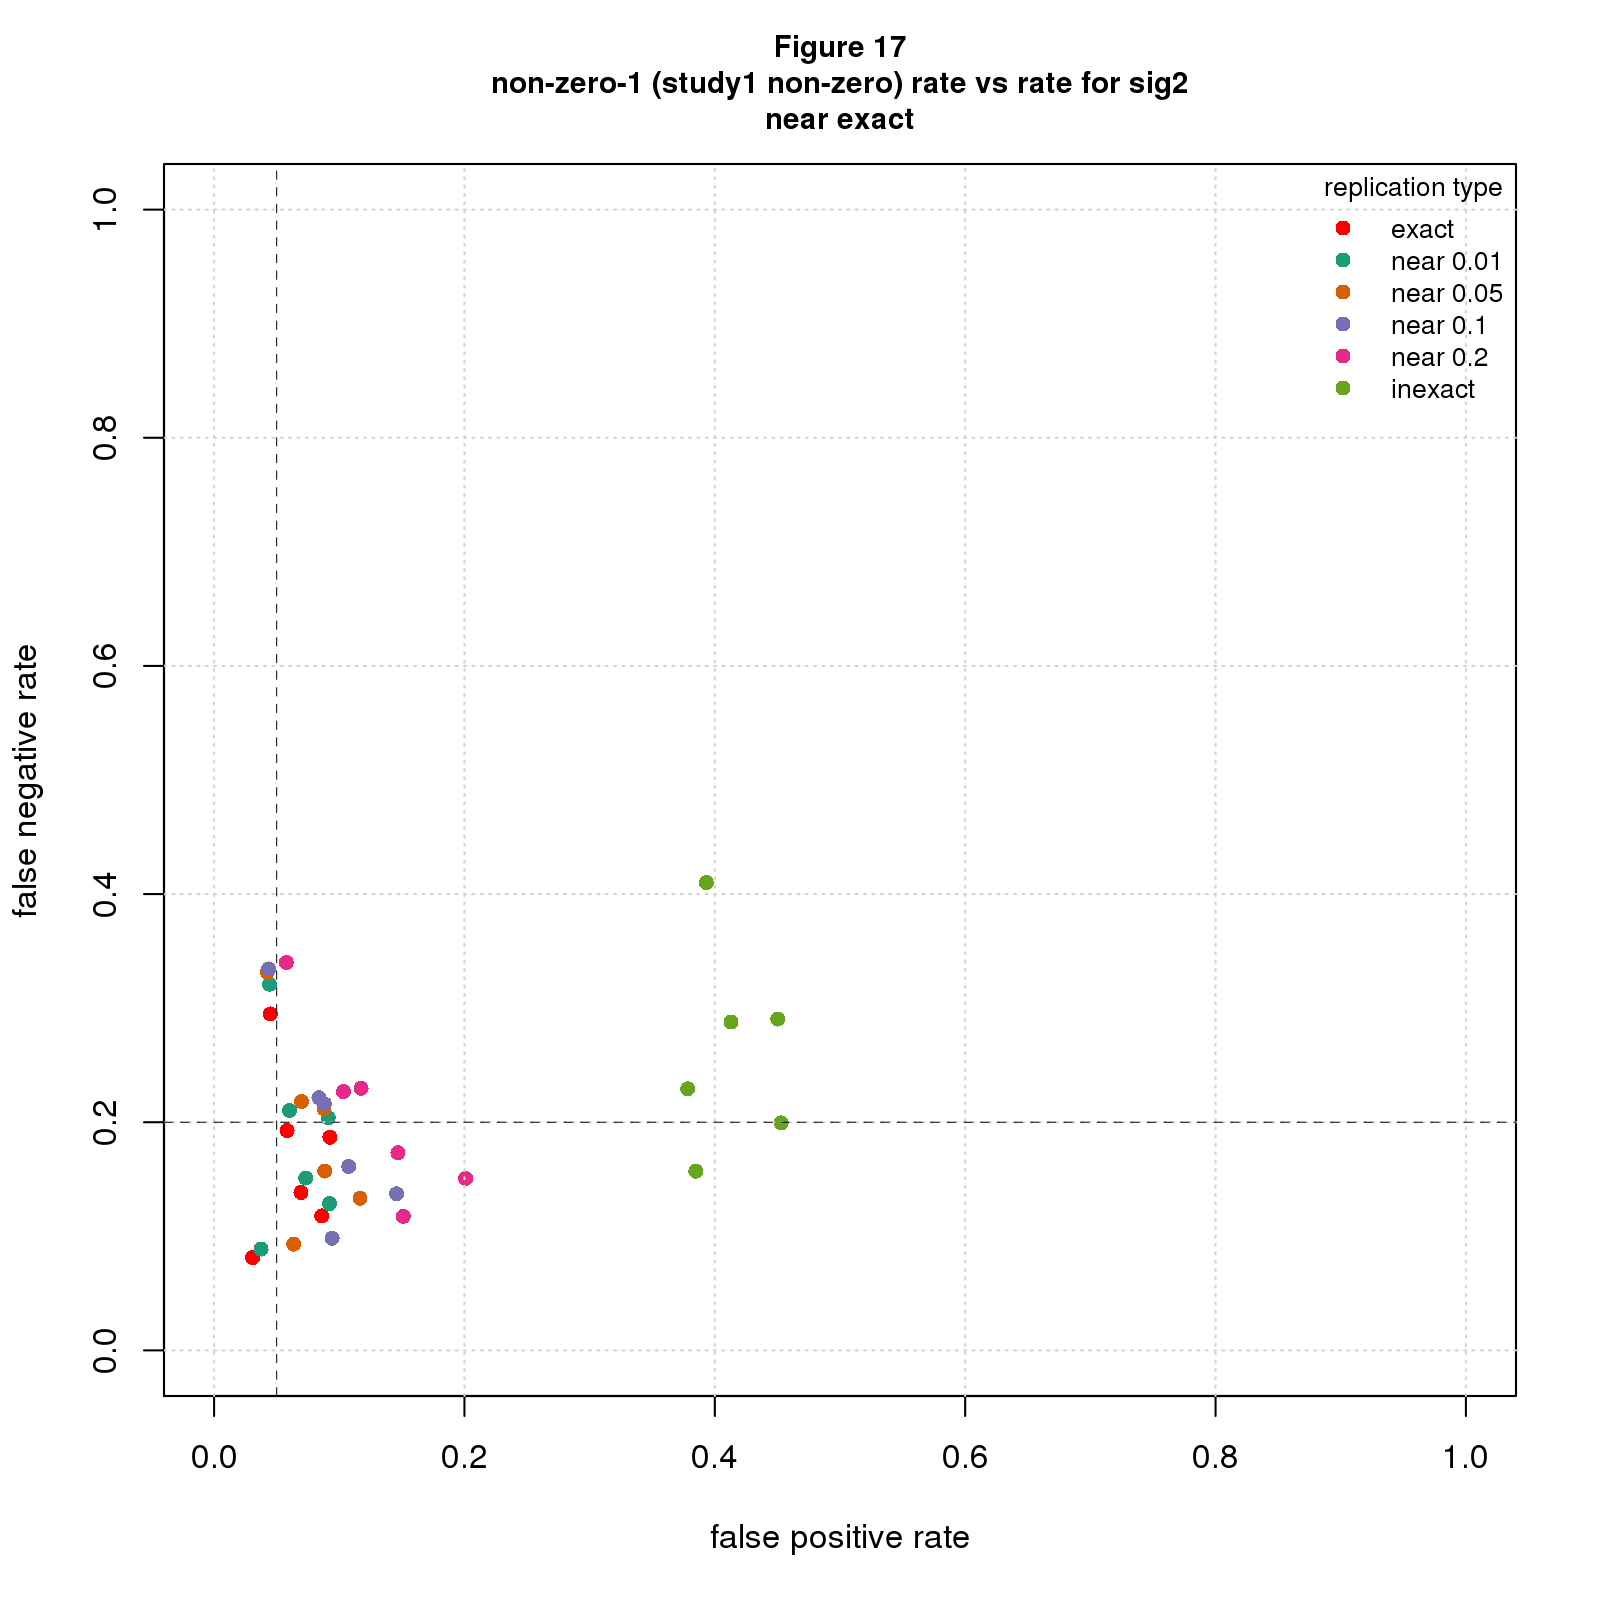 Figure 17
non-zero-1 (study1 non-zero) rate vs rate for sig2
near exact
replication type
exact
near 0.01
near 0.05
near 0.1
near 0.2
inexact
1.0
0.8
0.6
0.4
0.2
0.0
false negative rate
0.0 0.2 0.4 0.6 0.8 1.0
false positive rate